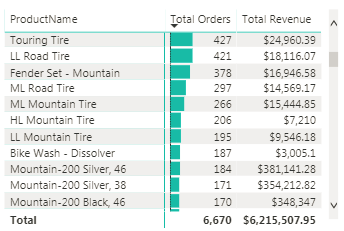 ProductName Total Orders Total Revenue
Touring Tire 427 $24,960.39
LL Road Tire 421 $18,116.07
Fender Set - Mountain 378 $16,946.58
ML Road Tire 297 $14,569.17
ML Mountain Tire 266 $15,444.85
HL Mountain Tire 206 $7,210
LL Mountain Tire 195 $9,546.18
Bike Wash - Dissolver 187 $3,005.1
Mountain-200 Silver, 46 184 $381,141.28
Mountain-200 Silver, 38 171 $354,212.82
Mountain-200 Black, 46 170 $348,347
Total 6,670 $6,215,507.95